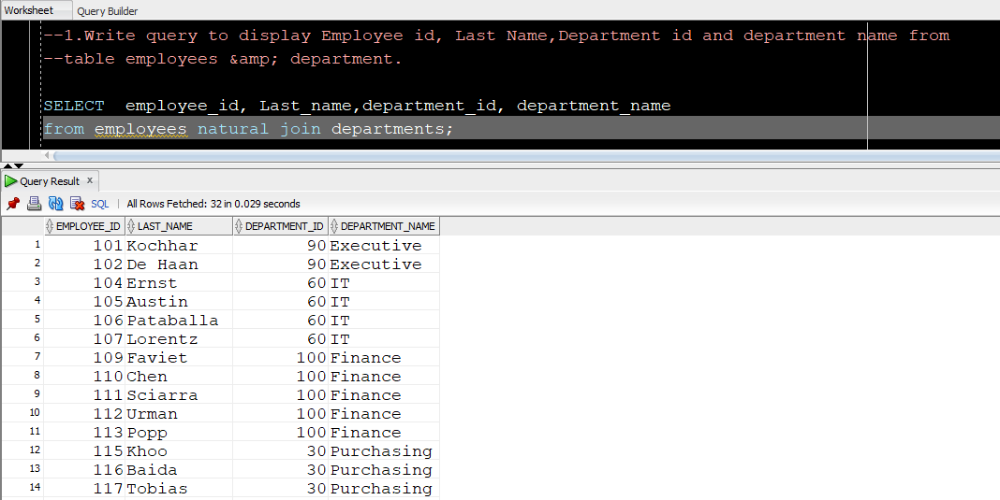 Worksheet Query Builder
--1.Write query to display Employee id, Last Name,Department id and department name from
--table employees &amp; department.
SELECT  employee_id, Last_name,department_id, department_name
from employees natural join departments;
Query Result x
SQL | All Rows Fetched: 32 in 0.029 seconds
EMPLOYEE_ID LAST_NAME DEPARTMENT_ID DEPARTMENT_NAME
1 101 Kochhar 90 Executive
2 102 De Haan 90 Executive
3 104 Ernst 60 IT
4 105 Austin 60 IT
5 106 Pataballa 60 IT
6 107 Lorentz 60 IT
7 109 Faviet 100 Finance
8 110 Chen 100 Finance
9 111 Sciarra 100 Finance
10 112 Urman 100 Finance
11 113 Popp 100 Finance
12 115 Khoo 30 Purchasing
13 116 Baida 30 Purchasing
14 117 Tobias 30 Purchasing